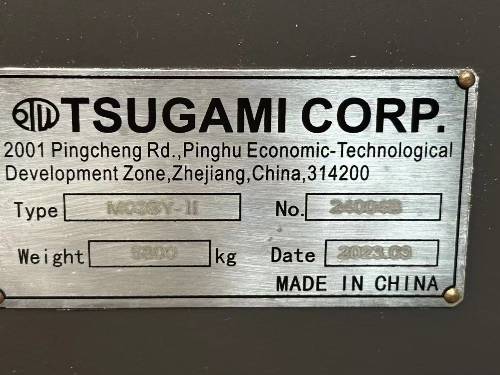 TSUGAMI CORP.
2001 Pingcheng Rd.,Pinghu Economic-Technological
Development Zone,Zhejiang,China,314200
Type No.
Weight kg Date 2023.03
MADE IN CHINA